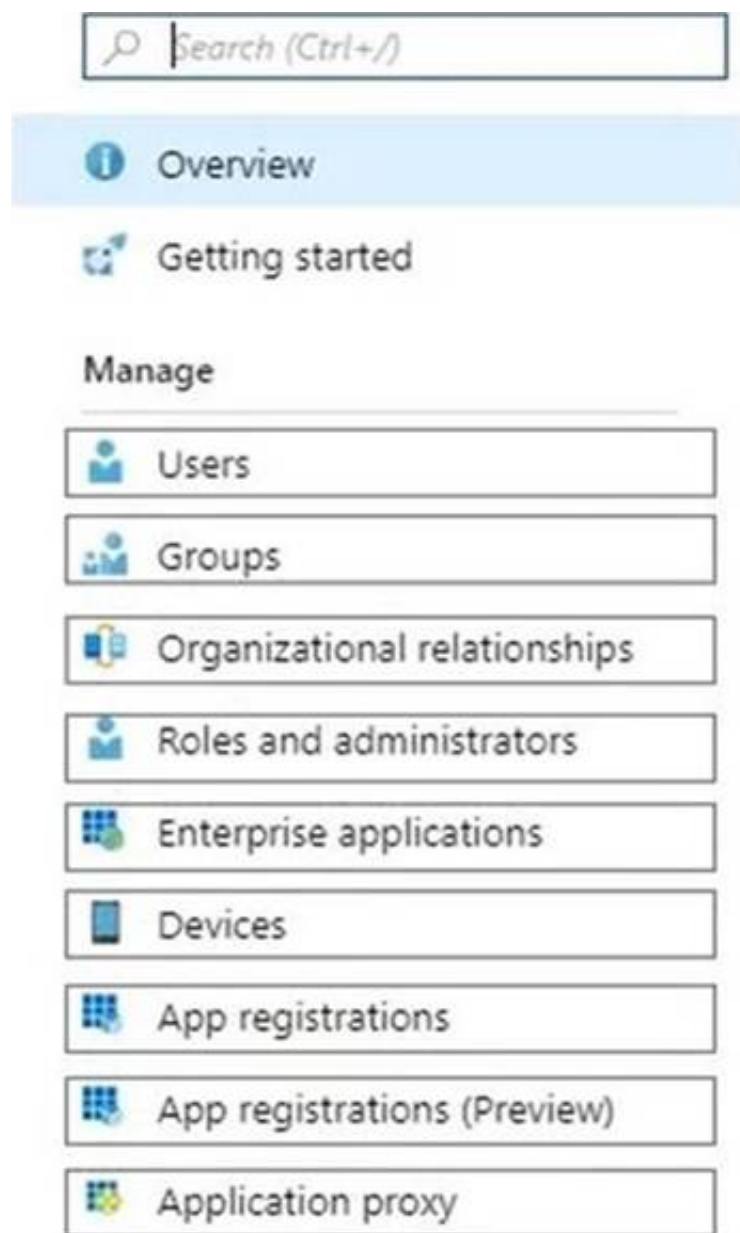 Search (Ctrl+/)
Overview
Getting started
Manage
Users
Groups
Organizational relationships
Roles and administrators
Enterprise applications
Devices
App registrations
App registrations (Preview)
Application proxy